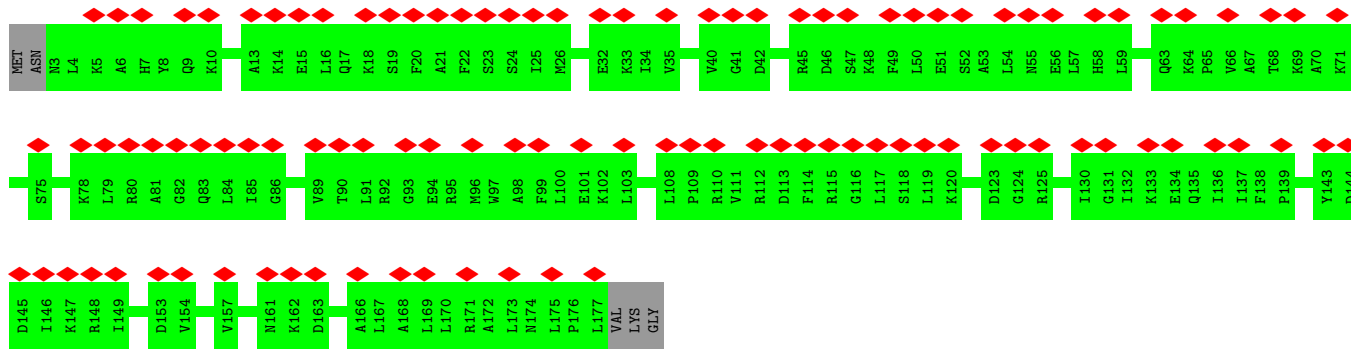 MET ASN N3 L4 K5 A6 H7 Y8 Q9 K10 A13 K14 E15 L16 Q17 K18 S19 F20 A21 F22 S23 S24 I25 M26 E32 K33 I34 V35 V40 G41 D42 R45 D46 S47 K48 F49 L50 E51 S52 A53 L54 N55 E56 L57 H58 L59 Q63 K64 P65 V66 A67 T68 K69 A70 K71
S75 K78 L79 R80 A81 G82 Q83 L84 I85 G86 V89 T90 L91 R92 G93 E94 R95 M96 W97 A98 F99 L100 E101 K102 L103 L108 P109 R110 V111 R112 D113 F114 R115 G116 L117 S118 L119 K120 D123 G124 R125 I130 G131 I132 K133 E134 Q135 I136 I137 F138 P139 Y143 D144
D145 I146 K147 R148 I149 D153 V154 V157 N161 K162 D163 A166 L167 A168 L169 L170 R171 A172 L173 N174 L175 P176 L177 VAL LYS GLY